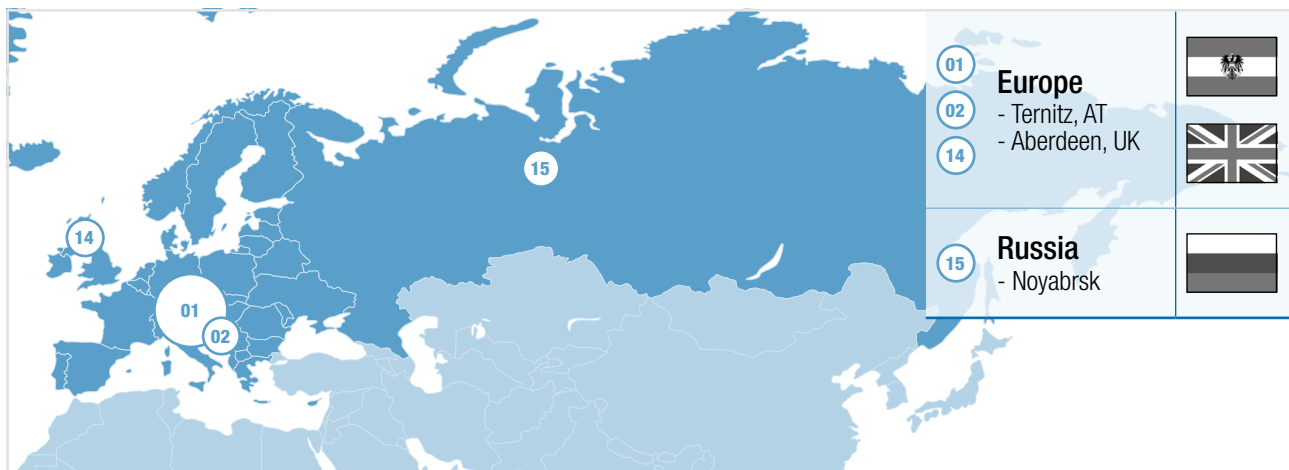 14
01
02
15
01
02
14
Europe
- Ternitz, AT
- Aberdeen, UK
15
Russia
- Noyabrsk